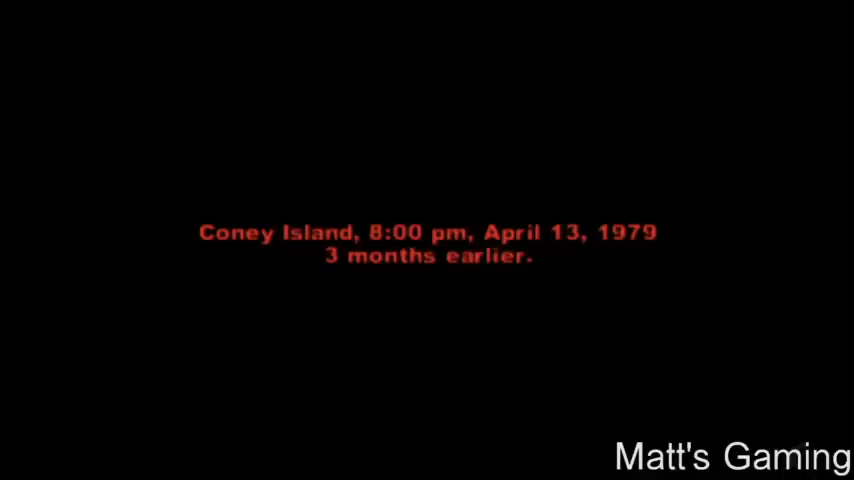 Coney Island, 8:00 pm, April 13, 1979
3 months earlier.
Matt's Gaming